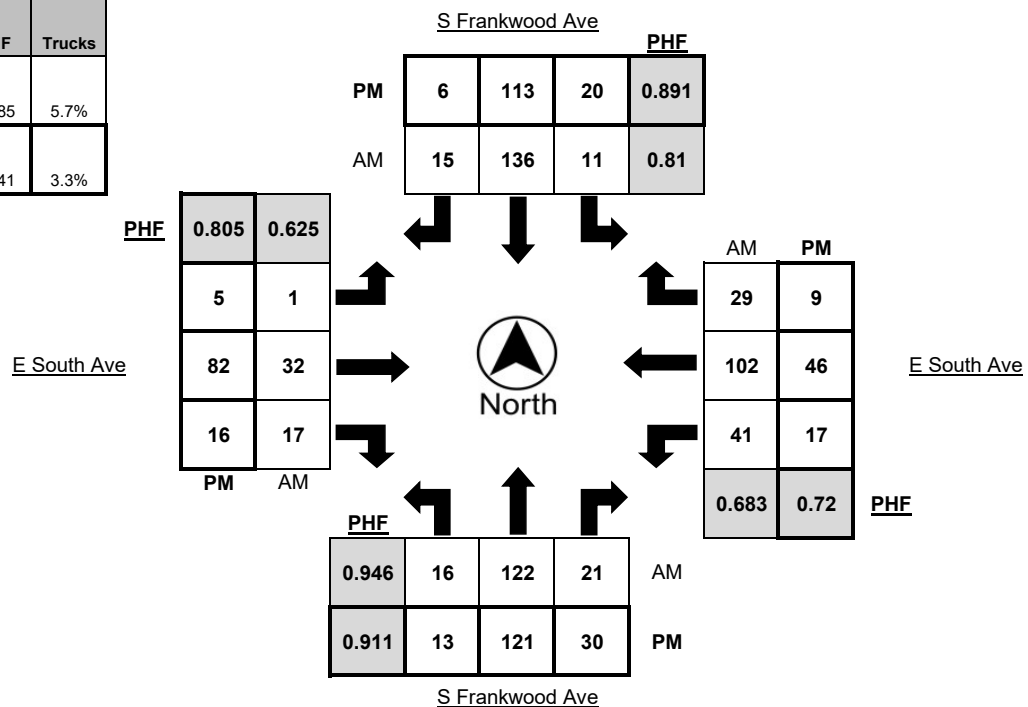 S Frankwood Ave
F Trucks
PHF
PM 6 113 20 0.891
85 5.7%
AM 15 136 11 0.81
41 3.3%
PHF 0.805 0.625
AM PM
5 1 29 9
E South Ave 82 32 102 46 E South Ave
North
16 17 41 17
PM AM
0.683 0.72 PHF
PHF
0.946 16 122 21 AM
0.911 13 121 30 PM
S Frankwood Ave